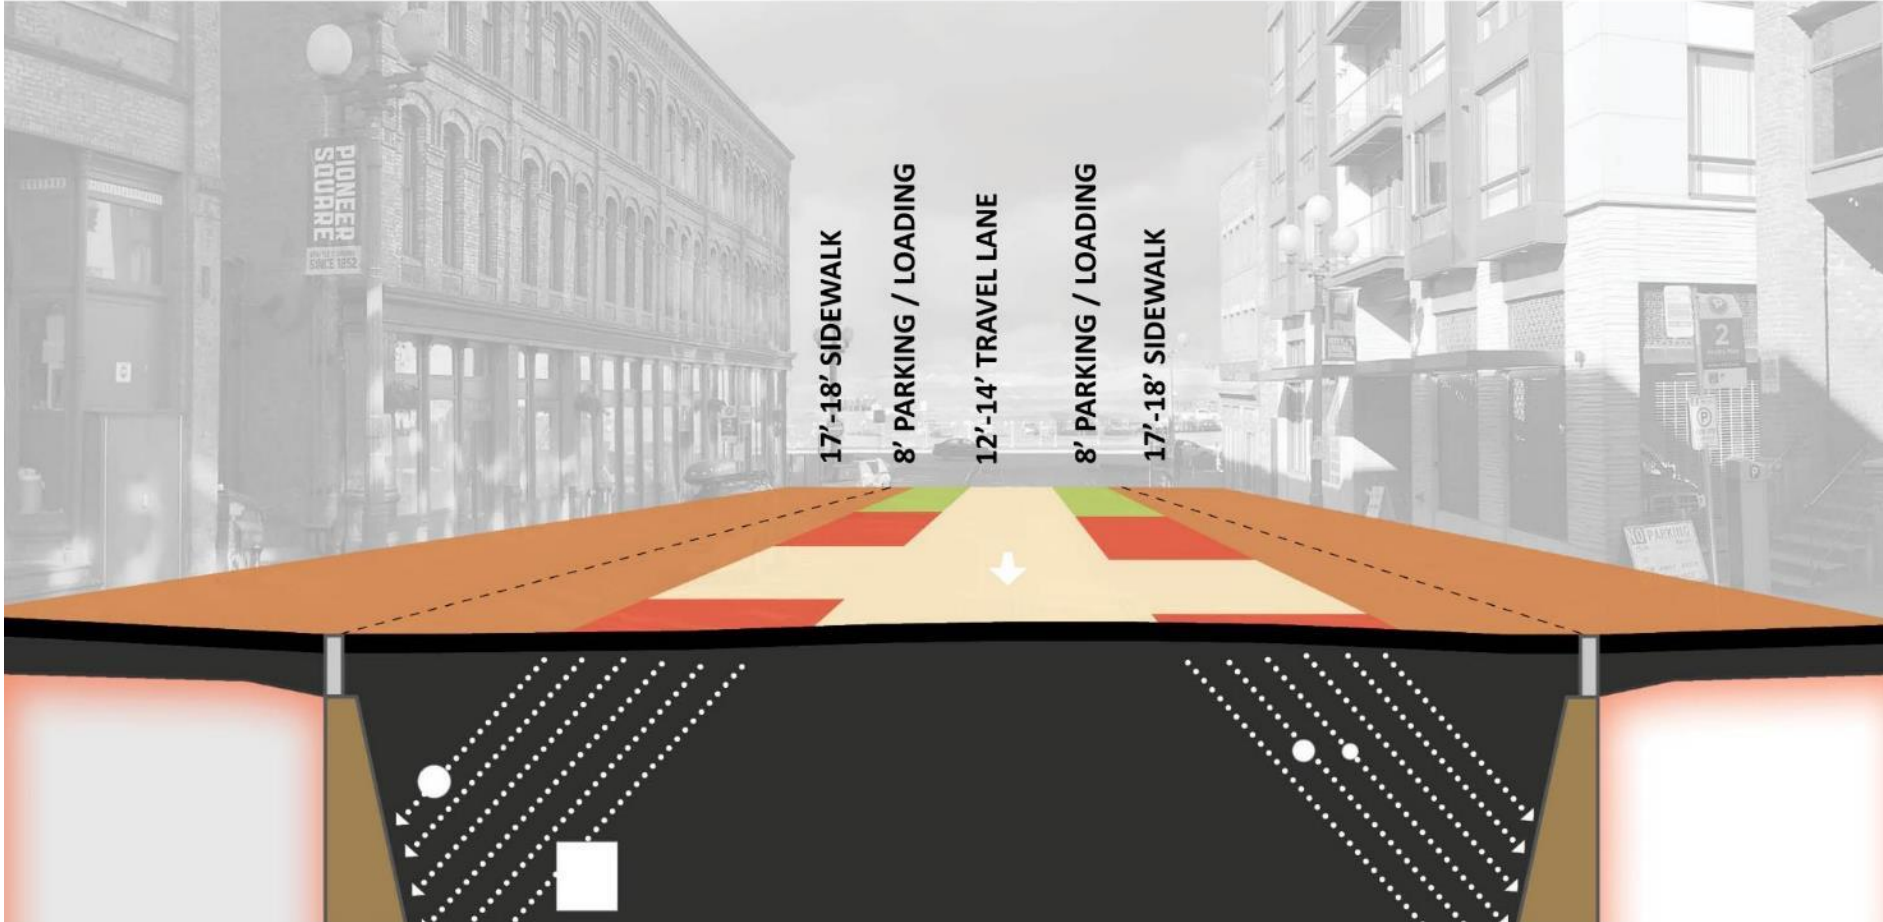 PIONEER
SQUARE
SINCE 1852
17'-18' SIDEWALK
8' PARKING / LOADING
12'-14' TRAVEL LANE
8' PARKING / LOADING
17'-18' SIDEWALK
2
P
P
PARKING